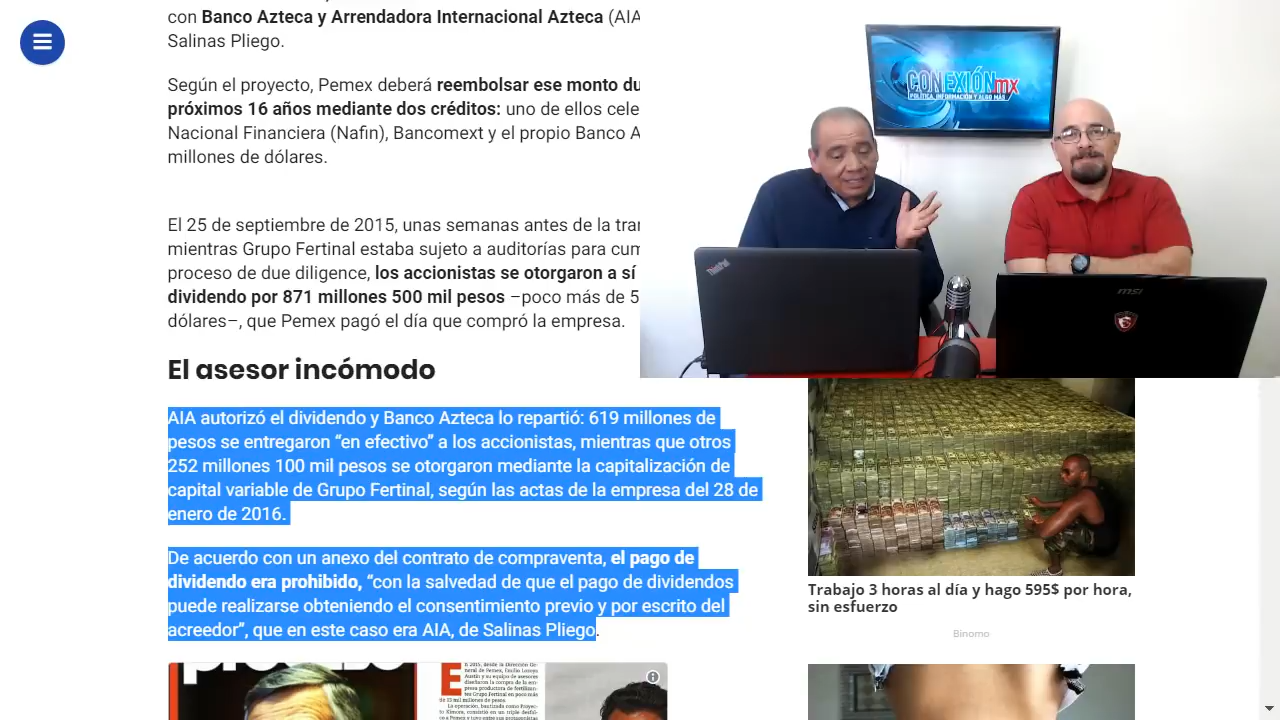 con Banco Azteca y Arrendadora Internacional Azteca (AIA
Salinas Pliego.
Según el proyecto, Pemex deberá reembolsar ese monto du
próximos 16 años mediante dos créditos: uno de ellos cele
Nacional Financiera (Nafin), Bancomext y el propio Banco A
millones de dólares.
El 25 de septiembre de 2015, unas semanas antes de la tran
mientras Grupo Fertinal estaba sujeto a auditorías para cum
proceso de due diligence, los accionistas se otorgaron a sí
dividendo por 871 millones 500 mil pesos –poco más de 5
dólares–, que Pemex pagó el día que compró la empresa.
El asesor incómodo
AIA autorizó el dividendo y Banco Azteca lo repartió: 619 millones de
pesos se entregaron “en efectivo” a los accionistas, mientras que otros
252 millones 100 mil pesos se otorgaron mediante la capitalización de
capital variable de Grupo Fertinal, según las actas de la empresa del 28 de
enero de 2016.
De acuerdo con un anexo del contrato de compraventa, el pago de
dividendo era prohibido, “con la salvedad de que el pago de dividendos
puede realizarse obteniendo el consentimiento previo y por escrito del
acreedor”, que en este caso era AIA, de Salinas Pliego.
proceso
CONEXIÓN mx
POLÍTICA, INFORMACIÓN Y ALGO MÁS
ThinkPad
msi
Trabajo 3 horas al día y hago 595$ por hora,
sin esfuerzo
Binomo